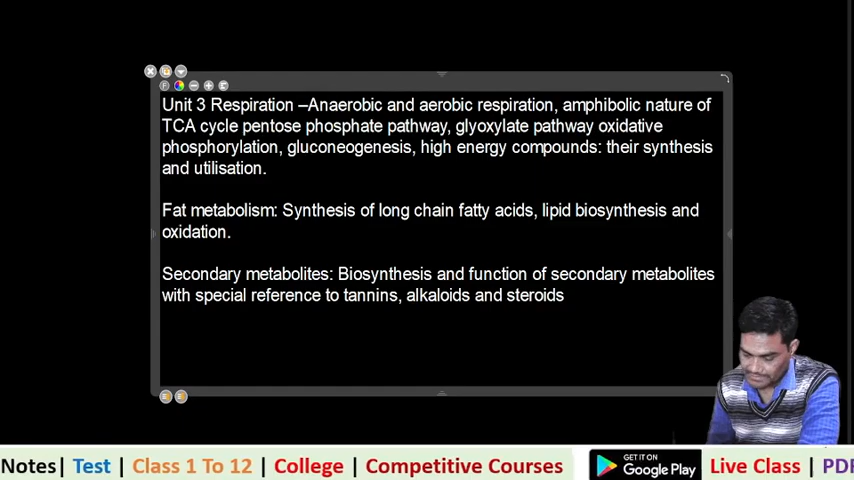 Unit 3 Respiration –Anaerobic and aerobic respiration, amphibolic nature of
TCA cycle pentose phosphate pathway, glyoxylate pathway oxidative
phosphorylation, gluconeogenesis, high energy compounds: their synthesis
and utilisation.
Fat metabolism: Synthesis of long chain fatty acids, lipid biosynthesis and
oxidation.
Secondary metabolites: Biosynthesis and function of secondary metabolites
with special reference to tannins, alkaloids and steroids
Notes| Test | Class 1 To 12 | College | Competitive Courses GET IT ON Google Play Live Class | PDF